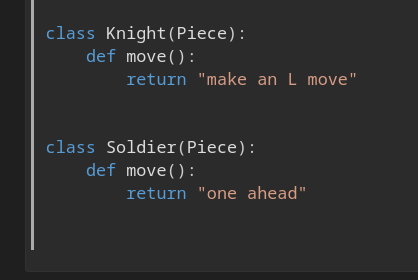 class Knight(Piece):
    def move():
        return "make an L move"
class Soldier(Piece):
    def move():
        return "one ahead"